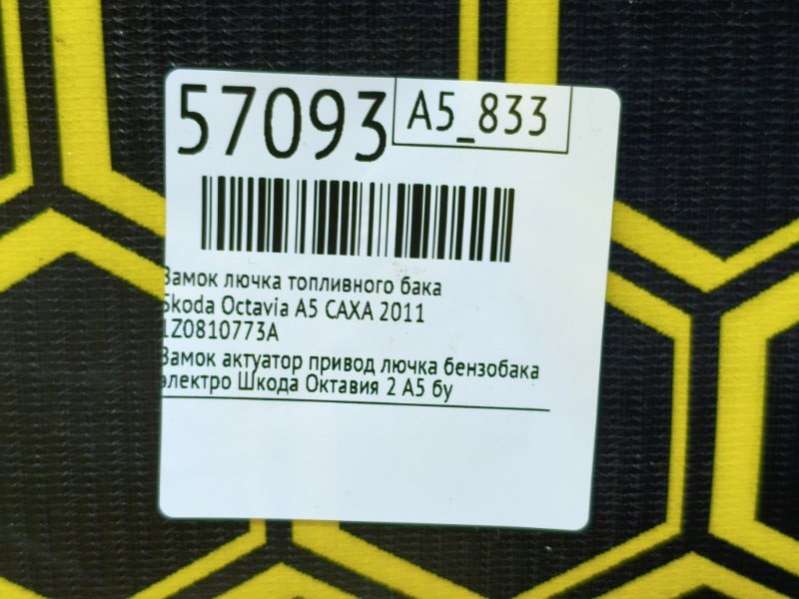 57093
A5_833
Замок лючка топливного бака
Skoda Octavia A5 CAXA 2011
1Z0810773A
Замок актуатор привод лючка бензобака
электро Шкода Октавия 2 А5 бу